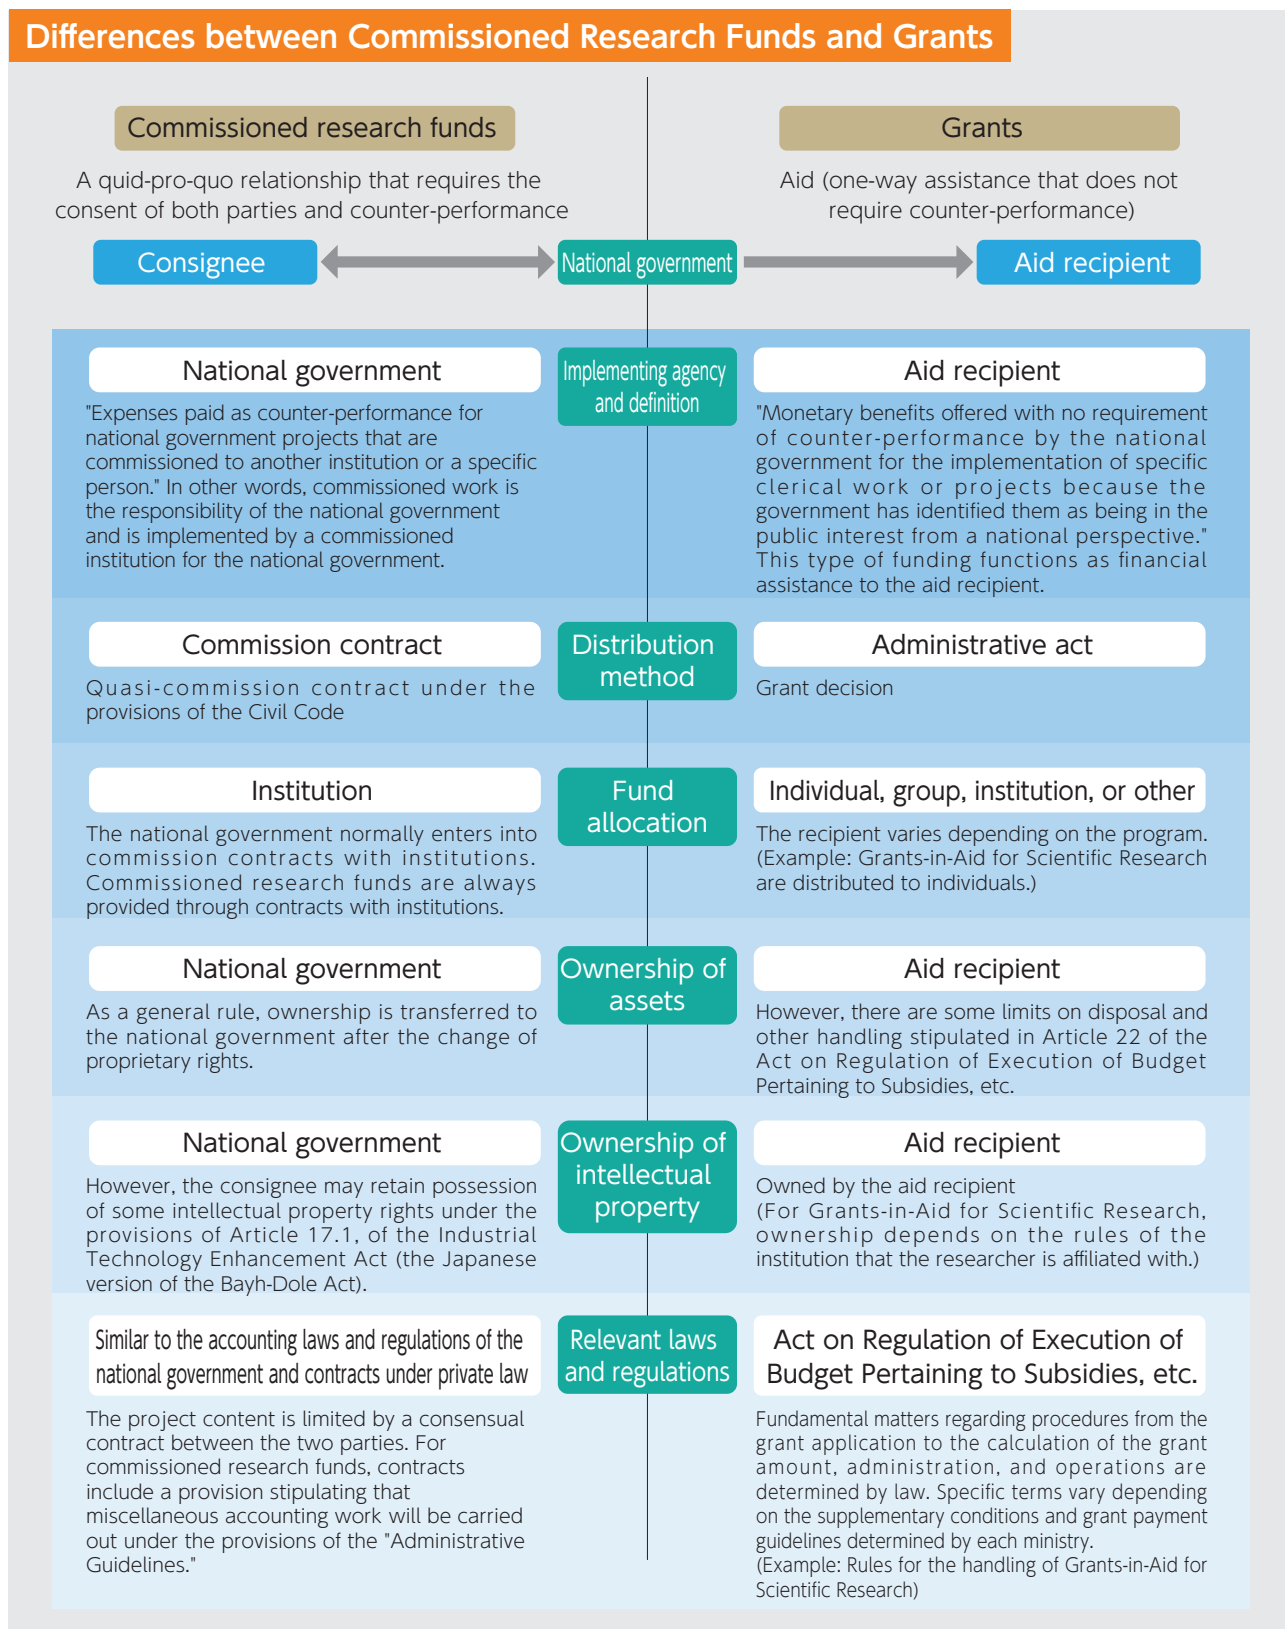 Differences between Commissioned Research Funds and Grants
Commissioned research funds
A quid-pro-quo relationship that requires the
consent of both parties and counter-performance
Grants
Aid (one-way assistance that does not
require counter-performance)
Consignee
National government
Aid recipient
National government
"Expenses paid as counter-performance for
national government projects that are
commissioned to another institution or a specific
person." In other words, commissioned work is
the responsibility of the national government
and is implemented by a commissioned
institution for the national government.
Implementing agency
and definition
Aid recipient
"Monetary benefits offered with no requirement
of counter-performance by the national
government for the implementation of specific
clerical work or projects because the
government has identified them as being in the
public interest from a national perspective."
This type of funding functions as financial
assistance to the aid recipient.
Commission contract
Quasi-commission contract under the
provisions of the Civil Code
Distribution
method
Administrative act
Grant decision
Institution
The national government normally enters into
commission contracts with institutions.
Commissioned research funds are always
provided through contracts with institutions.
Fund
allocation
Individual, group, institution, or other
The recipient varies depending on the program.
(Example: Grants-in-Aid for Scientific Research
are distributed to individuals.)
National government
As a general rule, ownership is transferred to
the national government after the change of
proprietary rights.
Ownership of
assets
Aid recipient
However, there are some limits on disposal and
other handling stipulated in Article 22 of the
Act on Regulation of Execution of Budget
Pertaining to Subsidies, etc.
National government
However, the consignee may retain possession
of some intellectual property rights under the
provisions of Article 17.1, of the Industrial
Technology Enhancement Act (the Japanese
version of the Bayh-Dole Act).
Ownership of
intellectual
property
Aid recipient
Owned by the aid recipient
(For Grants-in-Aid for Scientific Research,
ownership depends on the rules of the
institution that the researcher is affiliated with.)
Similar to the accounting laws and regulations of the
national government and contracts under private law
The project content is limited by a consensual
contract between the two parties. For
commissioned research funds, contracts
include a provision stipulating that
miscellaneous accounting work will be carried
out under the provisions of the "Administrative
Guidelines."
Relevant laws
and regulations
Act on Regulation of Execution of
Budget Pertaining to Subsidies, etc.
Fundamental matters regarding procedures from the
grant application to the calculation of the grant
amount, administration, and operations are
determined by law. Specific terms vary depending
on the supplementary conditions and grant payment
guidelines determined by each ministry.
(Example: Rules for the handling of Grants-in-Aid for
Scientific Research)